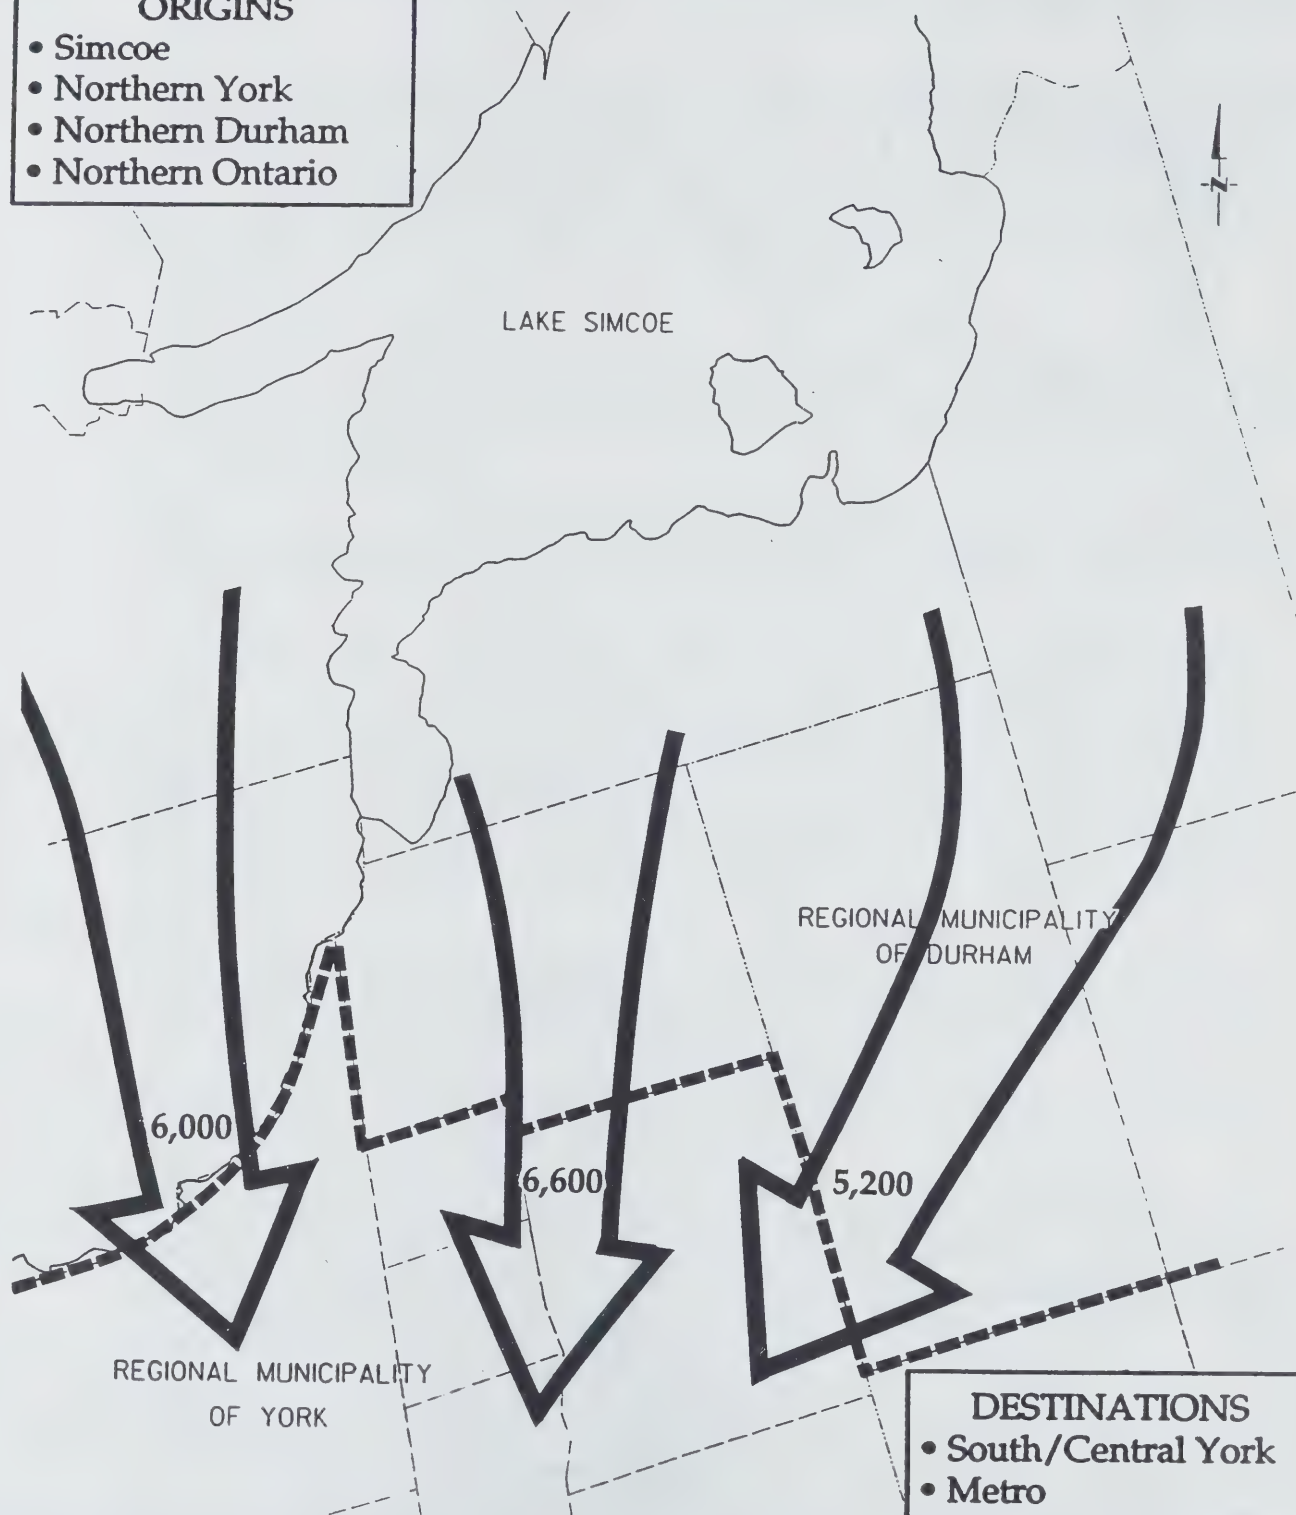 ORIGINS
• Simcoe
• Northern York
• Northern Durham
• Northern Ontario
N
LAKE SIMCOE
REGIONAL MUNICIPALITY
OF DURHAM
6,000
6,600
5,200
REGIONAL MUNICIPALITY
OF YORK
DESTINATIONS
• South/Central York
• Metro